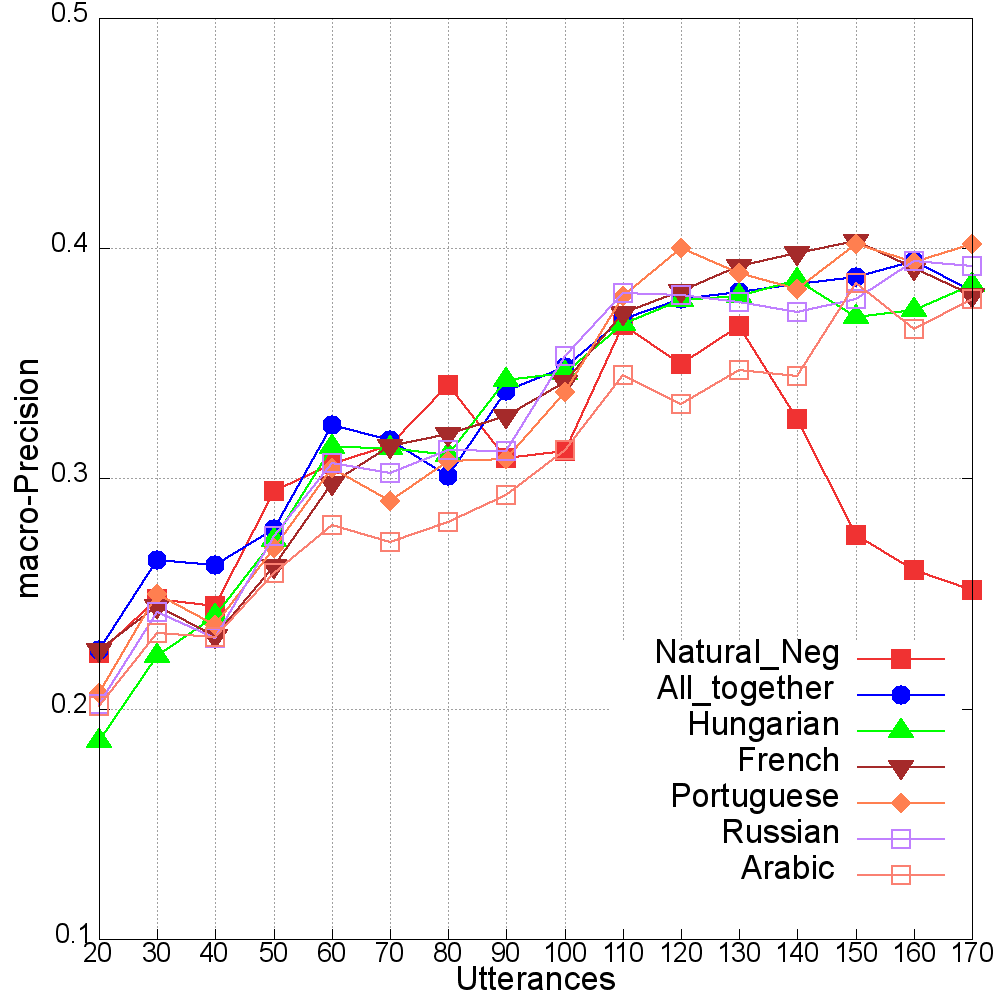 0.5
0.4
0.3
0.2
0.1
macro-Precision
Natural_Neg
All_together
Hungarian
French
Portuguese
Russian
Arabic
20 30 40 50 60 70 80 90 100 110 120 130 140 150 160 170
Utterances